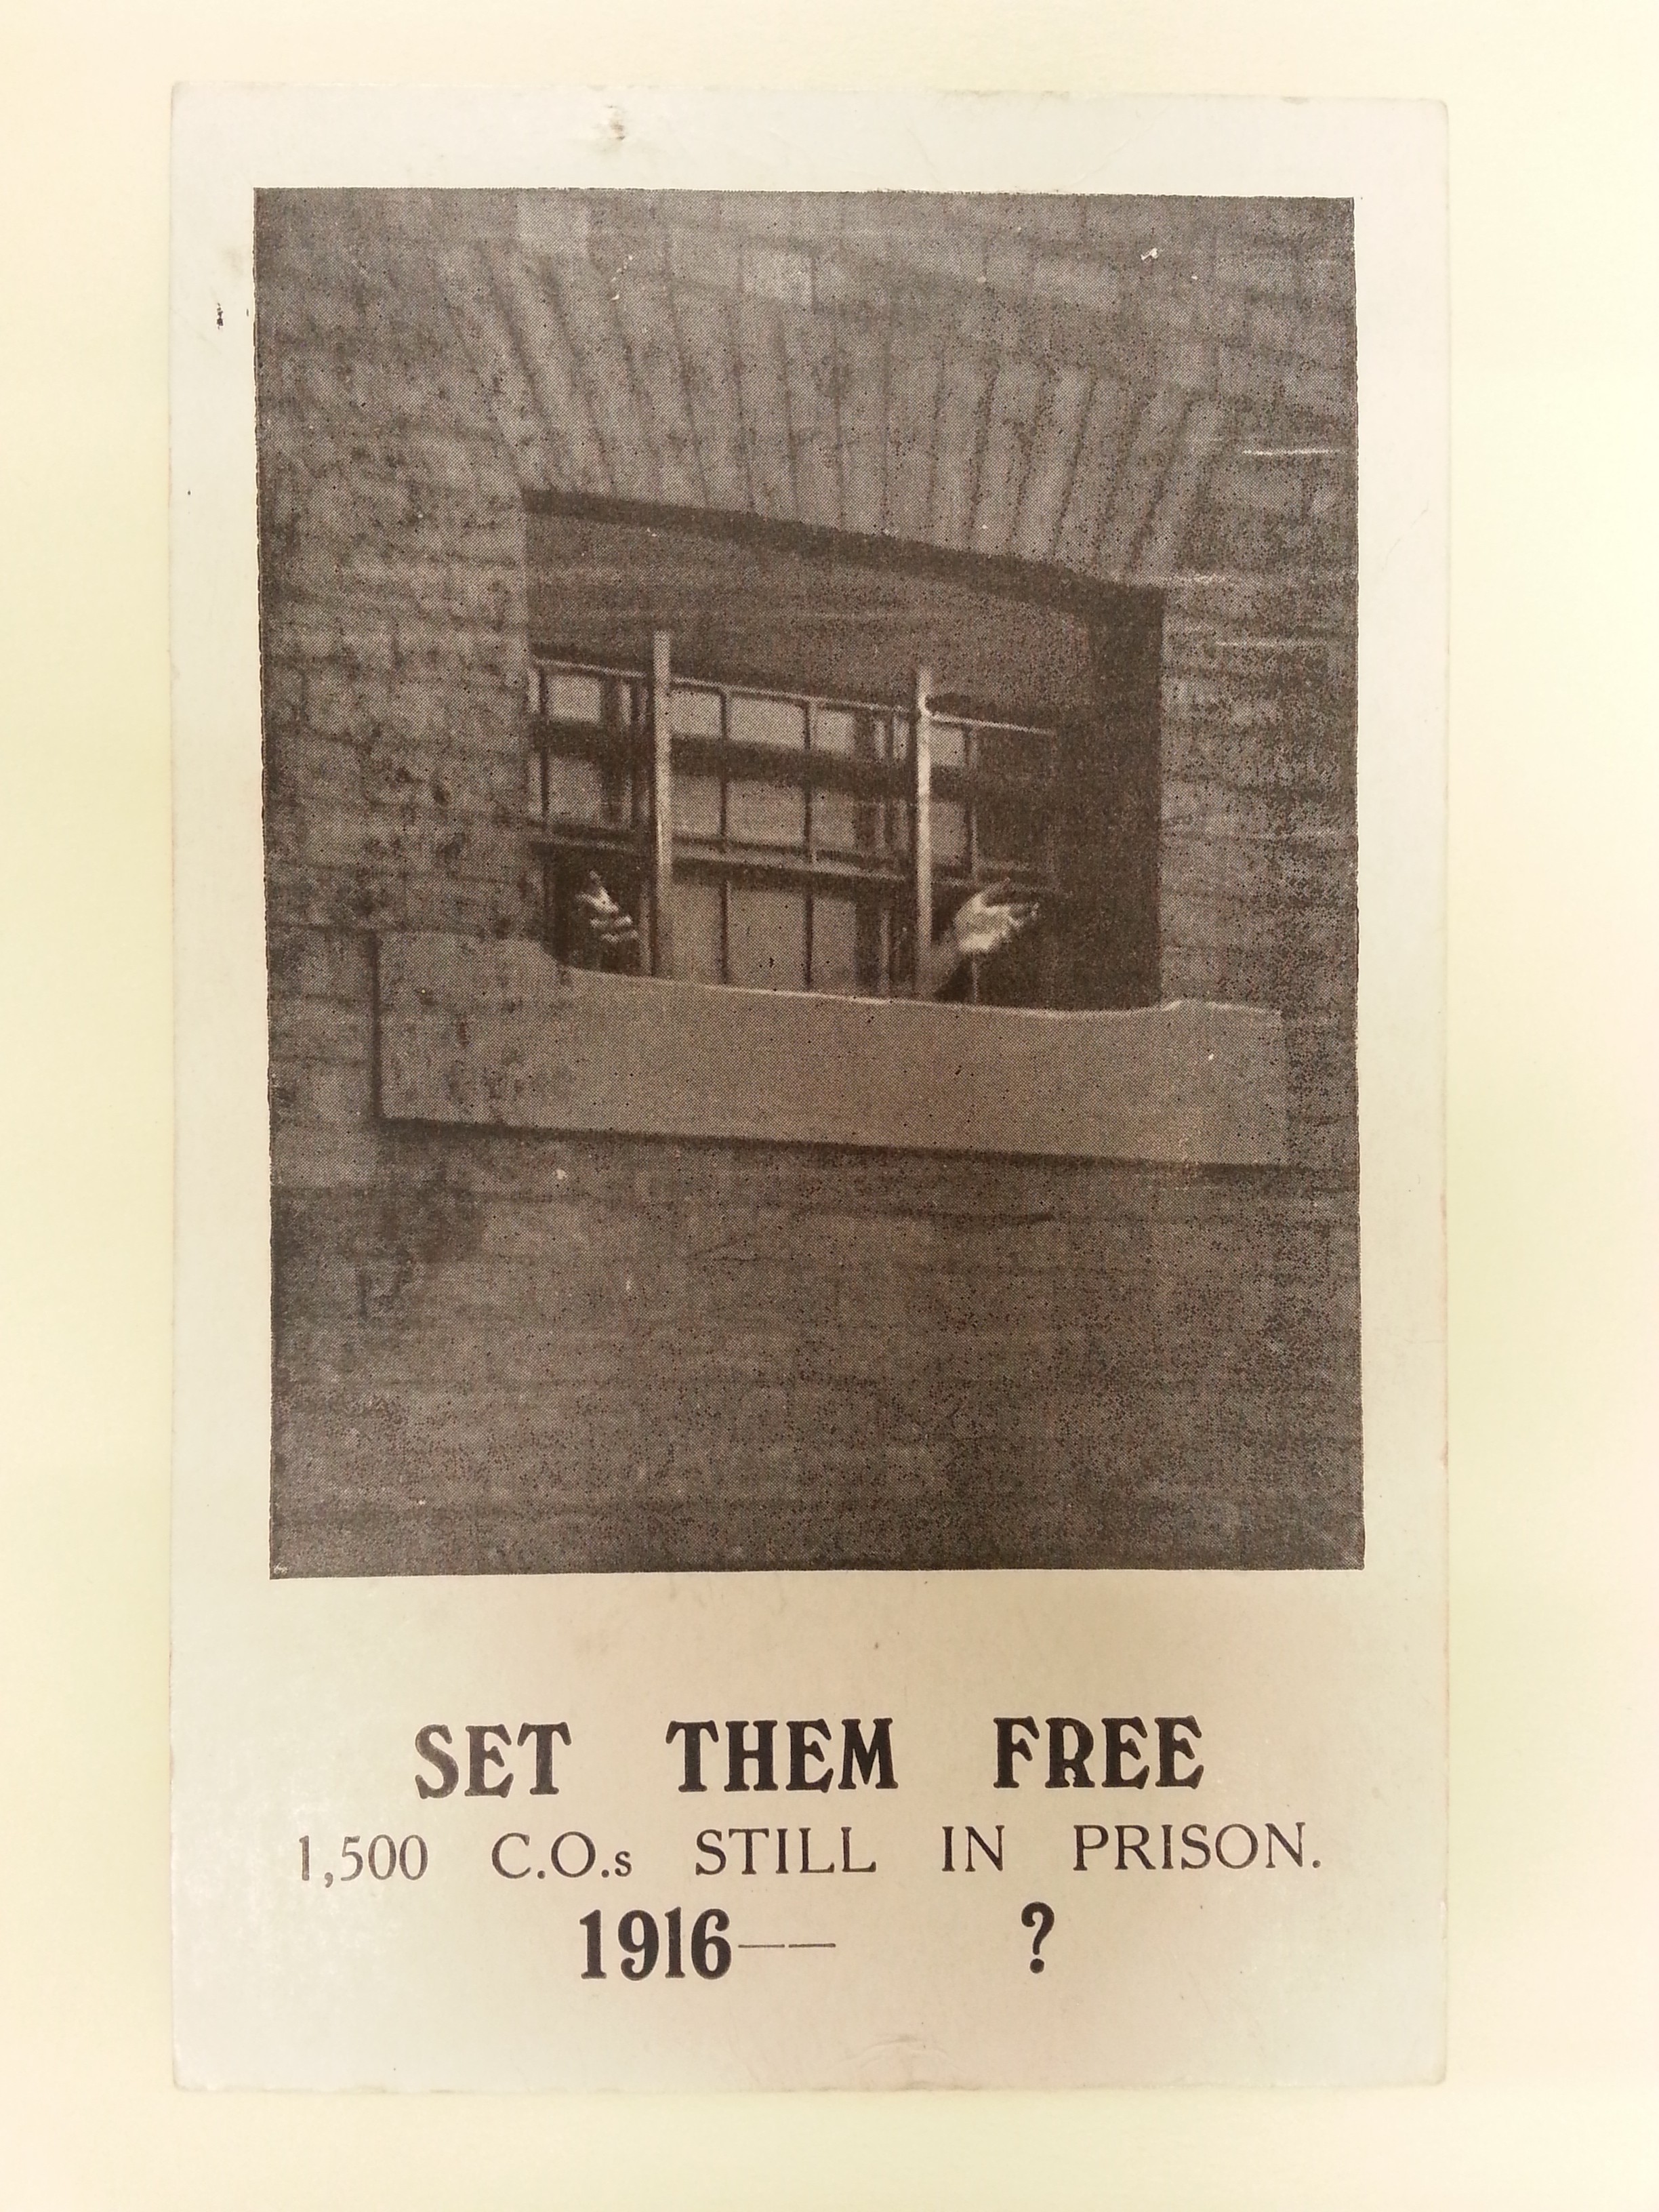 SET THEM FREE
1,500 C.O.s STILL IN PRISON.
1916—— ?